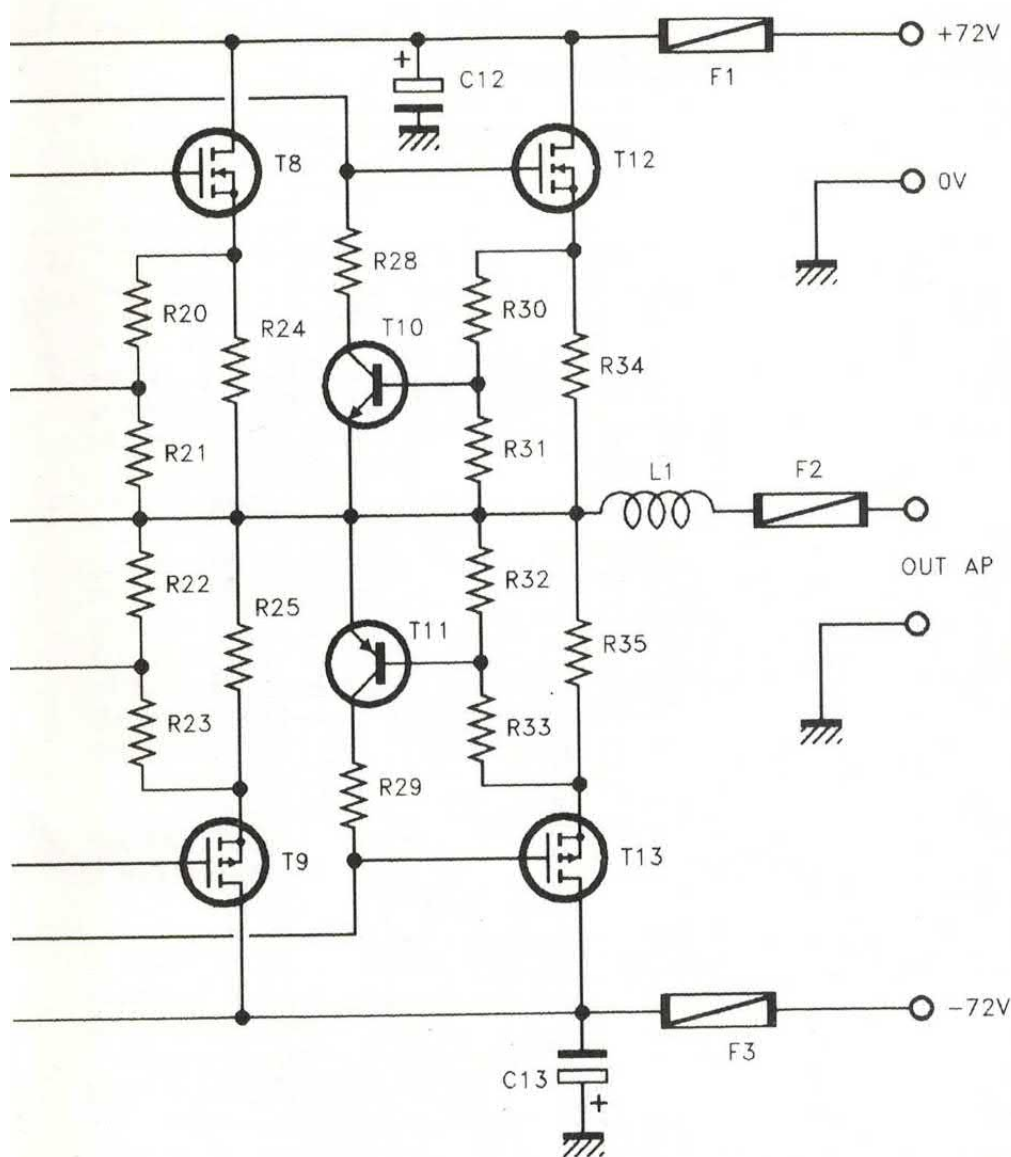 +72V
F1
+
C12
T8
T12
0V
R28
R20
R30
R24
T10
R34
R21
R31
L1
F2
OUT AP
R22
R32
R25
T11
R35
R23
R33
R29
T9
T13
-72V
F3
C13
+